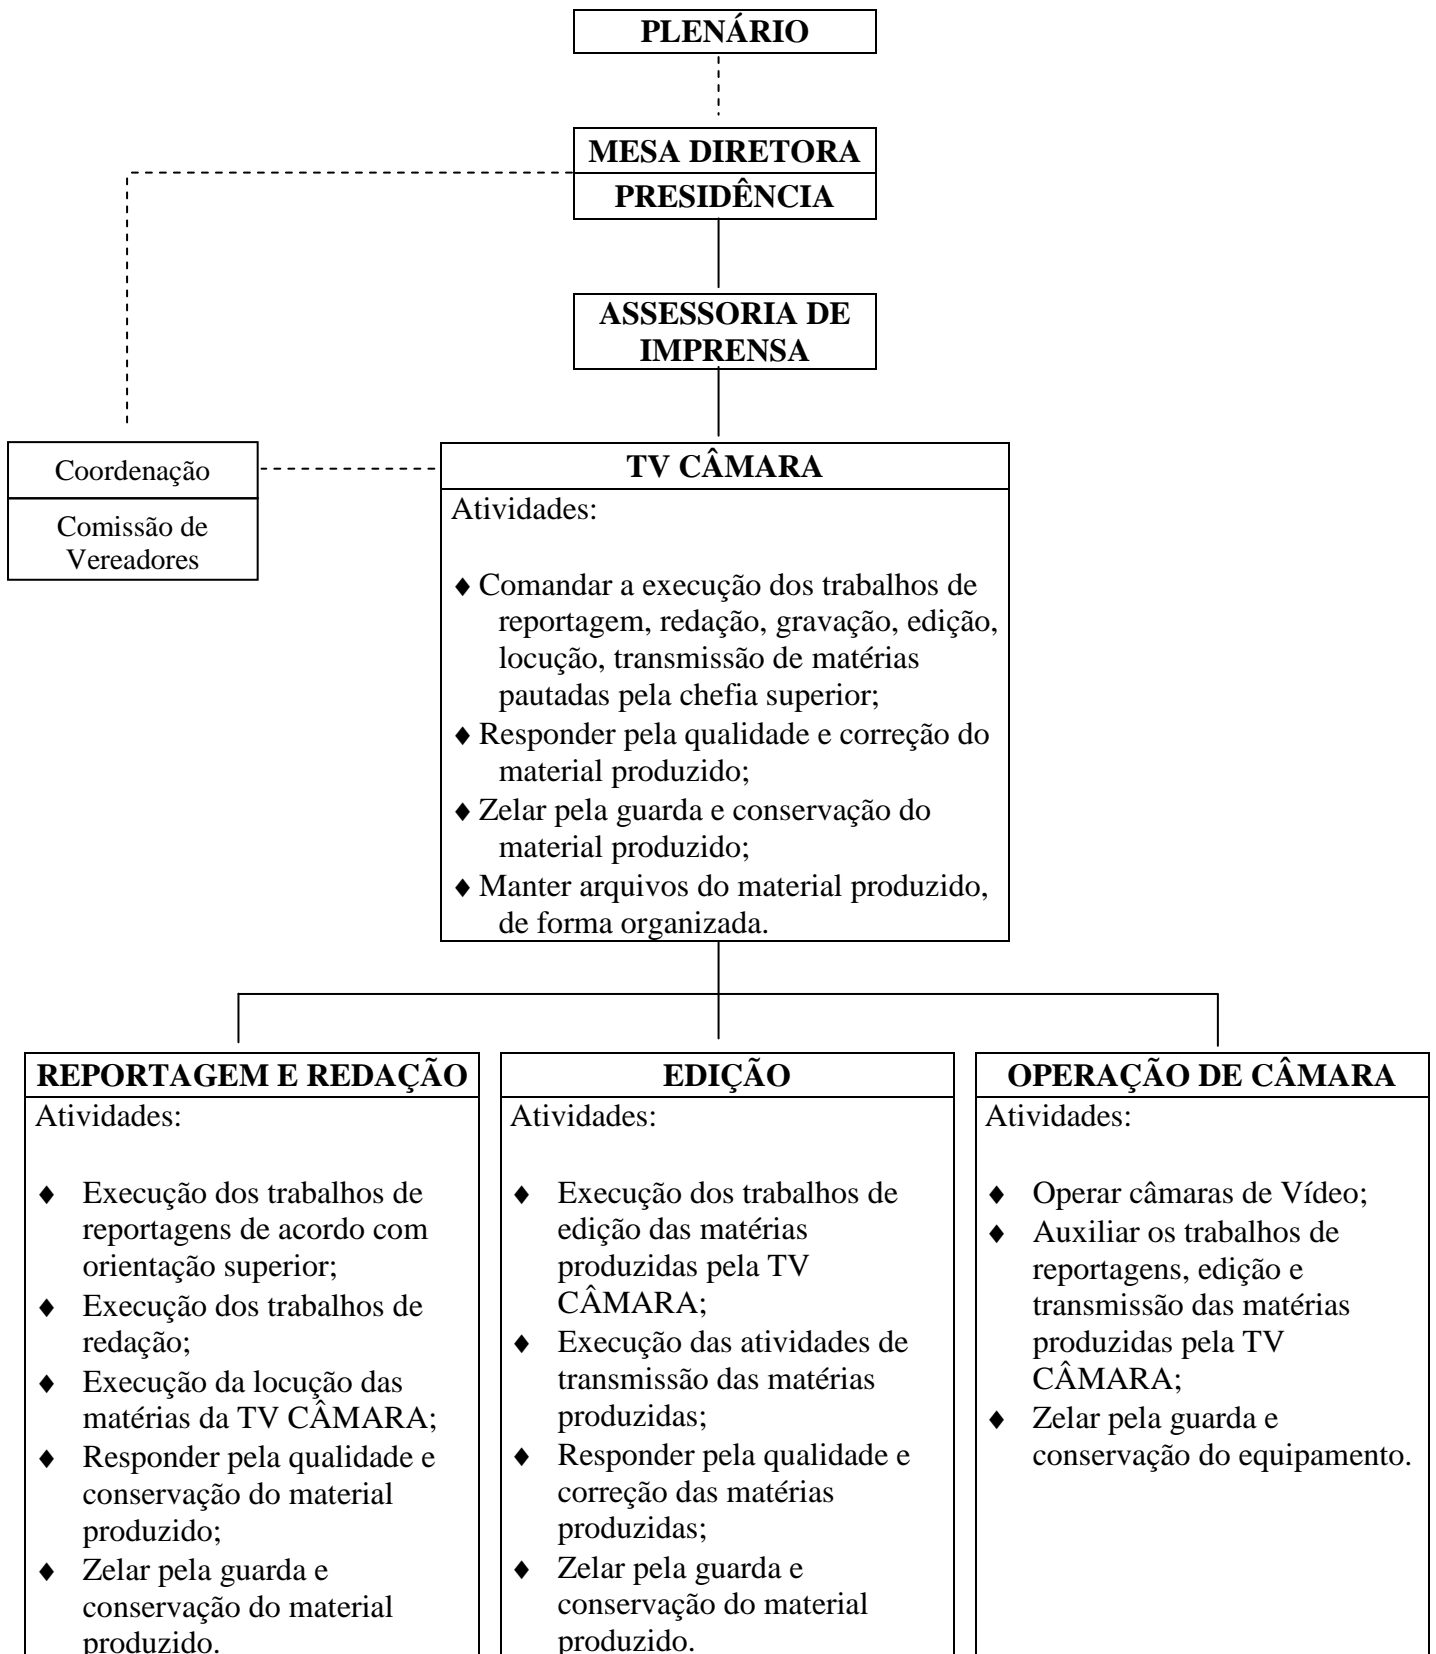 PLENÁRIO
MESA DIRETORA
PRESIDÊNCIA
ASSESSORIA DE
IMPRENSA
Coordenação
Comissão de
Vereadores
TV CÂMARA
Atividades:
♦ Comandar a execução dos trabalhos de
reportagem, redação, gravação, edição,
locução, transmissão de matérias
pautadas pela chefia superior;
♦ Responder pela qualidade e correção do
material produzido;
♦ Zelar pela guarda e conservação do
material produzido;
♦ Manter arquivos do material produzido,
de forma organizada.
REPORTAGEM E REDAÇÃO
Atividades:
♦ Execução dos trabalhos de
reportagens de acordo com
orientação superior;
♦ Execução dos trabalhos de
redação;
♦ Execução da locução das
matérias da TV CÂMARA;
♦ Responder pela qualidade e
conservação do material
produzido;
♦ Zelar pela guarda e
conservação do material
produzido.
EDIÇÃO
Atividades:
♦ Execução dos trabalhos de
edição das matérias
produzidas pela TV
CÂMARA;
♦ Execução das atividades de
transmissão das matérias
produzidas;
♦ Responder pela qualidade e
correção das matérias
produzidas;
♦ Zelar pela guarda e
conservação do material
produzido.
OPERAÇÃO DE CÂMARA
Atividades:
♦ Operar câmaras de Vídeo;
♦ Auxiliar os trabalhos de
reportagens, edição e
transmissão das matérias
produzidas pela TV
CÂMARA;
♦ Zelar pela guarda e
conservação do equipamento.